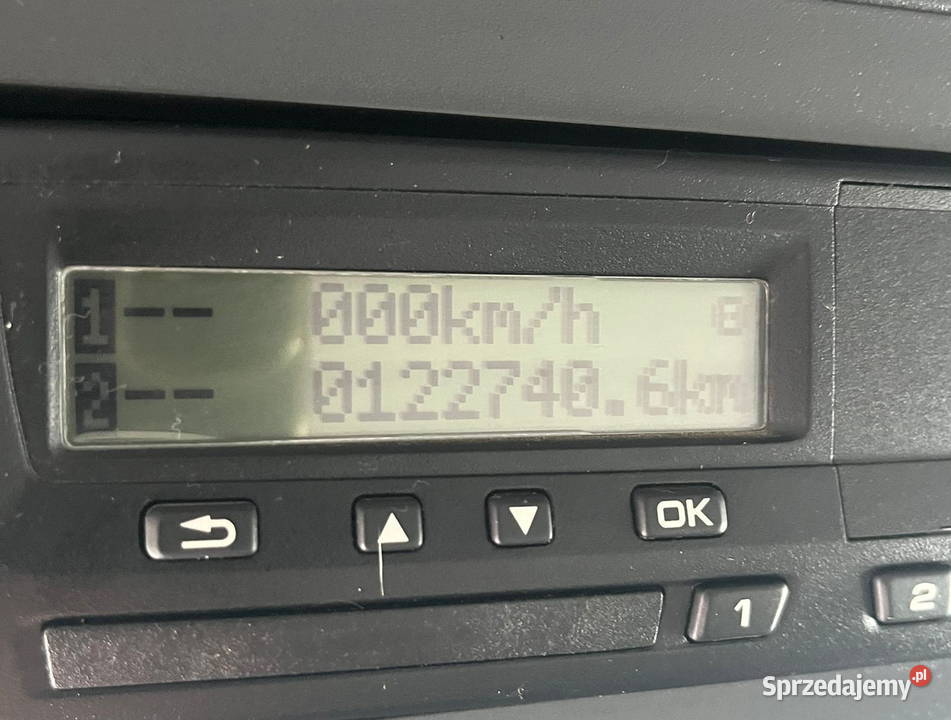 1 -- 000km/h
2 -- 0122740.6km
OK
1
2
Sprzedajemy.pl